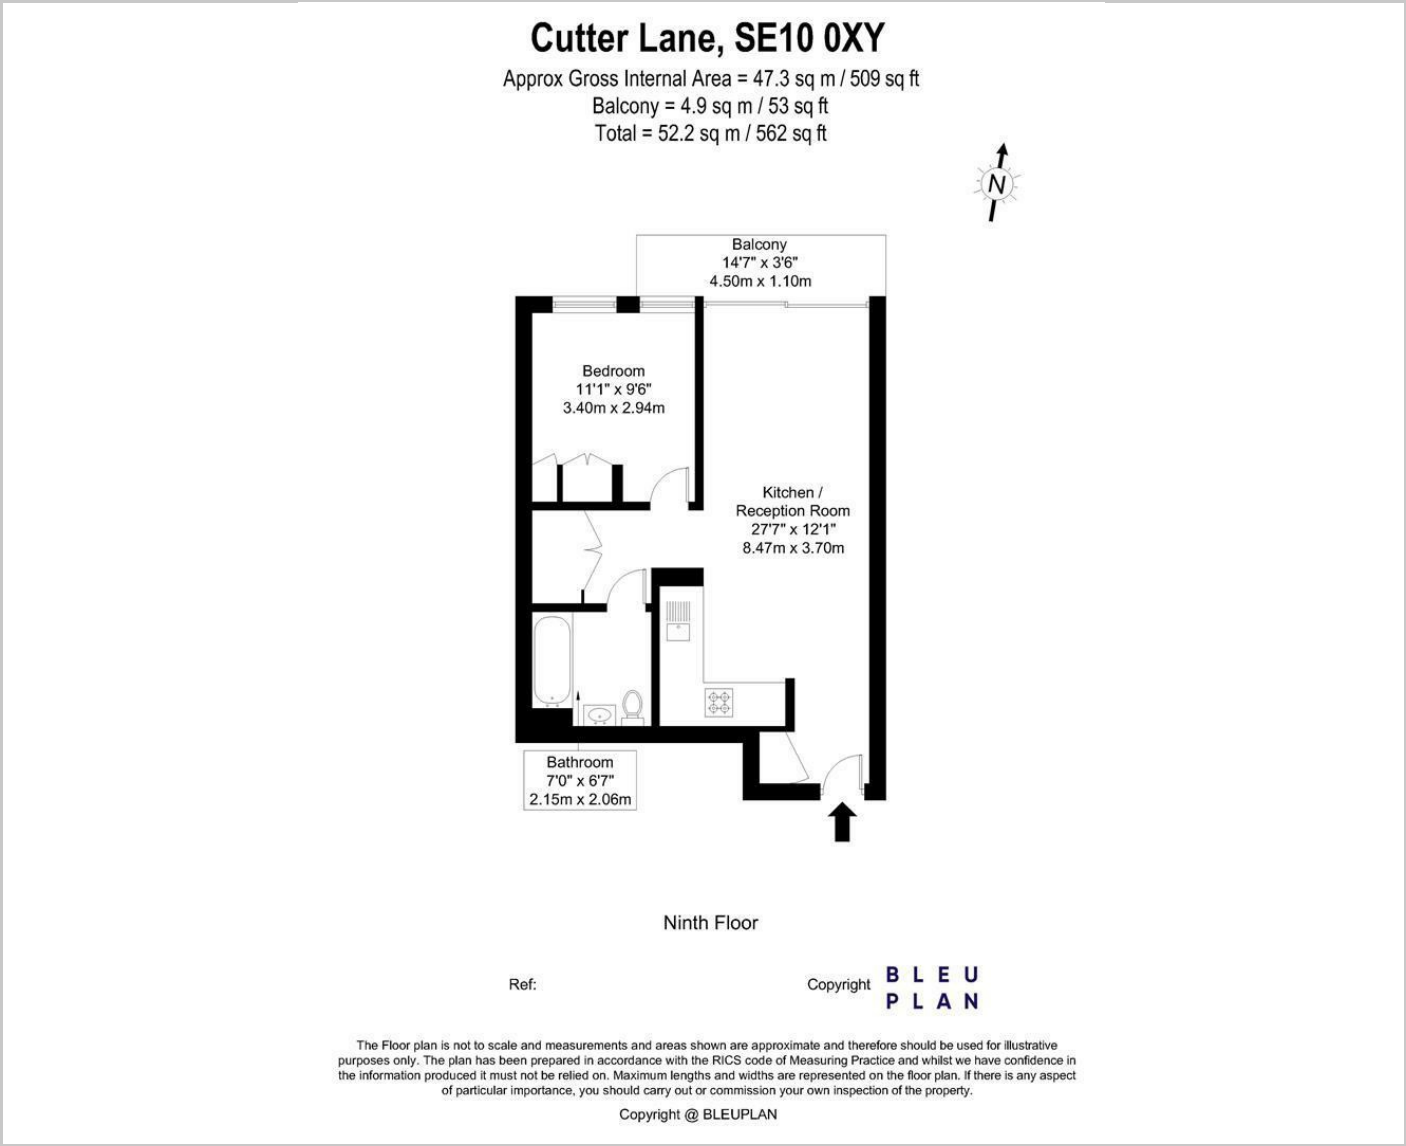 Cutter Lane, SE10 0XY
Approx Gross Internal Area = 47.3 sq m / 509 sq ft
Balcony = 4.9 sq m / 53 sq ft
Total = 52.2 sq m / 562 sq ft
N
Balcony
14'7" x 3'6"
4.50m x 1.10m
Bedroom
11'1" x 9'6"
3.40m x 2.94m
Kitchen /
Reception Room
27'7" x 12'1"
8.47m x 3.70m
Bathroom
7'0" x 6'7"
2.15m x 2.06m
Ninth Floor
Ref:
Copyright
BLEU
PLAN
The Floor plan is not to scale and measurements and areas shown are approximate and therefore should be used for illustrative
purposes only. The plan has been prepared in accordance with the RICS code of Measuring Practice and whilst we have confidence in
the information produced it must not be relied on. Maximum lengths and widths are represented on the floor plan. If there is any aspect
of particular importance, you should carry out or commission your own inspection of the property.
Copyright @ BLEUPLAN